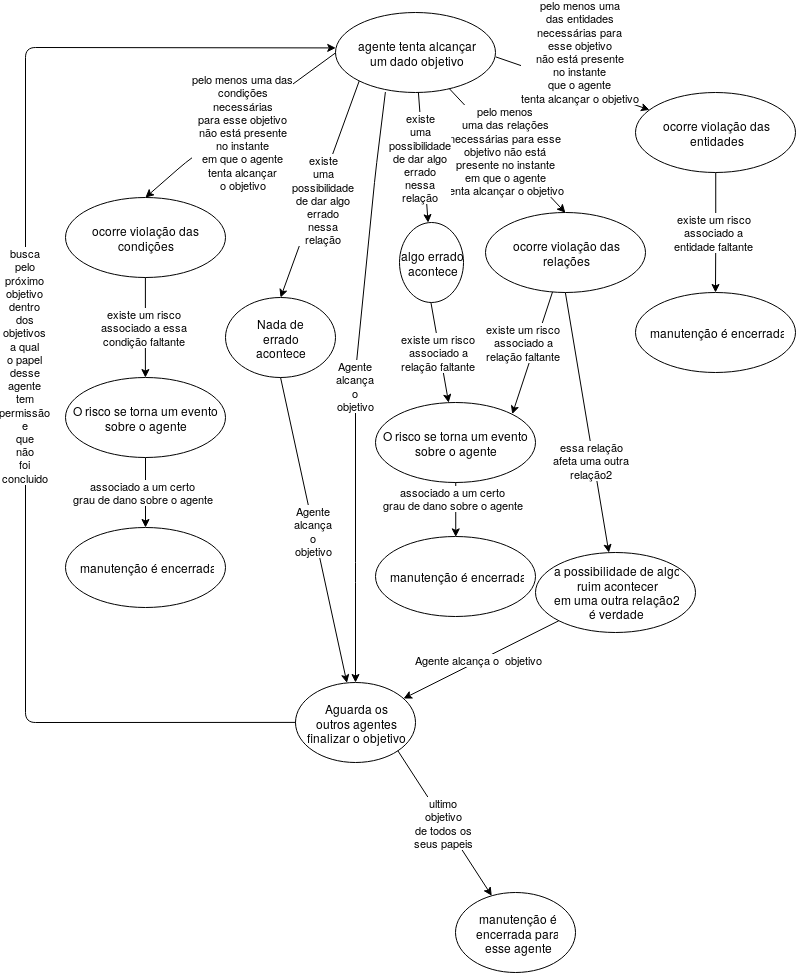 pelo menos uma
das entidades
necessárias para
esse objetivo
não está presente
no instante
que o agente
tenta alcançar o objetivo
agente tenta alcançar
um dado objetivo
pelo menos uma das
condições
necessárias
para esse objetivo
não está presente
no instante
em que o agente
tenta alcançar
o objetivo
existe
uma
possibilidade
de dar algo
errado
nessa
relação
existe
uma
possibilidade
de dar algo
errado
nessa
relação
pelo menos
uma das relações
necessárias para esse
objetivo não está
presente no instante
em que o agente
enta alcançar o objetivo
ocorre violação das
entidades
ocorre violação das
condições
algo errado
acontece
ocorre violação das
relações
existe um risco
associado a
entidade faltante
busca
pelo
próximo
objetivo
dentro
dos
objetivos
a qual
o papel
desse
agente
tem
permissão
e
que
não
foi
concluido
existe um risco
associado a essa
condição faltante
Nada de
errado
acontece
existe um risco
associado a
relação faltante
existe um risco
associado a
relação faltante
manutenção é encerrada
Agente
alcança
o
objetivo
O risco se torna um evento
sobre o agente
O risco se torna um evento
sobre o agente
essa relação
afeta uma outra
relação2
associado a um certo
grau de dano sobre o agente
Agente
alcança
o
objetivo
associado a um certo
grau de dano sobre o agente
manutenção é encerrada
manutenção é encerrada
a possibilidade de algo
ruim acontecer
em uma outra relação2
é verdade
Agente alcança o objetivo
Aguarda os
outros agentes
finalizar o objetivo
ultimo
objetivo
de todos os
seus papeis
manutenção é
encerrada para
esse agente